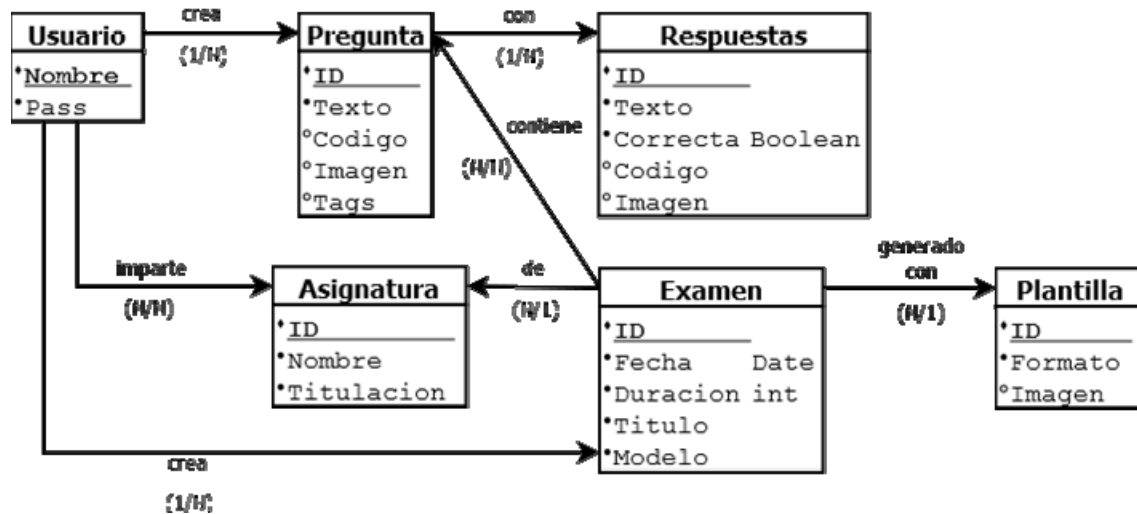 crea
(1/N)
con
(1/N)
Usuario
Nombre
Pass
Pregunta
ID
Texto
Codigo
Imagen
Tags
Respuestas
ID
Texto
Correcta Boolean
Codigo
Imagen
contiene
(N/N)
imparte
(N/N)
de
(N/1)
generado
con
(N/1)
Asignatura
ID
Nombre
Titulacion
Examen
ID
Fecha Date
Duracion int
Titulo
Modelo
Plantilla
ID
Formato
Imagen
crea
(1/N)